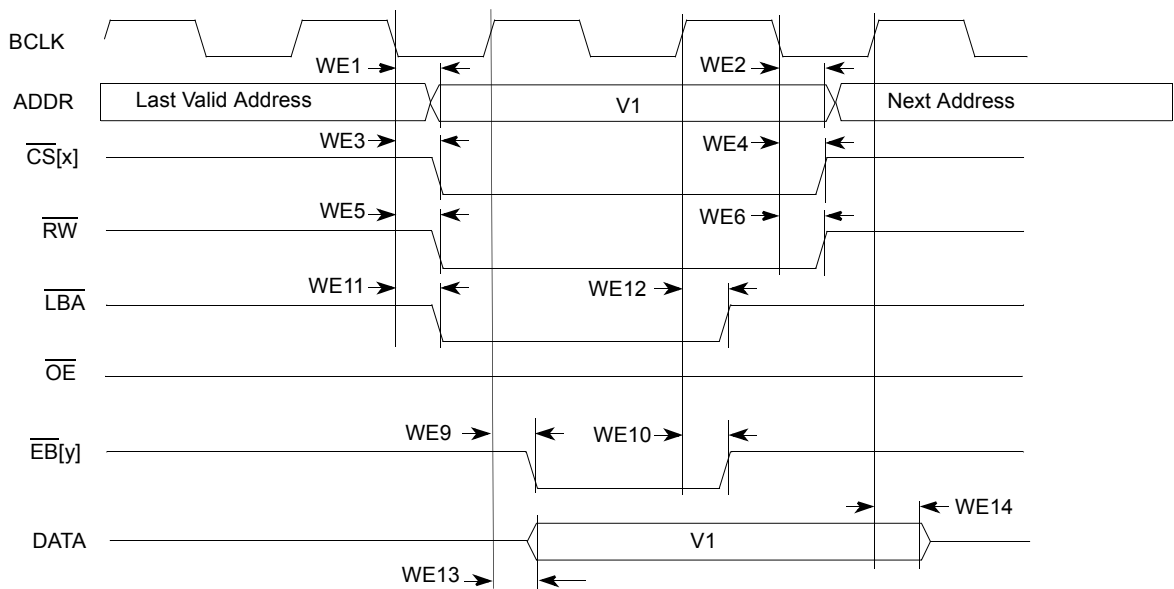 BCLK
WE1
WE2
ADDR
Last Valid Address
V1
Next Address
WE3
WE4
CS[x]
WE5
WE6
RW
WE11
WE12
LBA
OE
WE9
WE10
EB[y]
WE14
DATA
V1
WE13